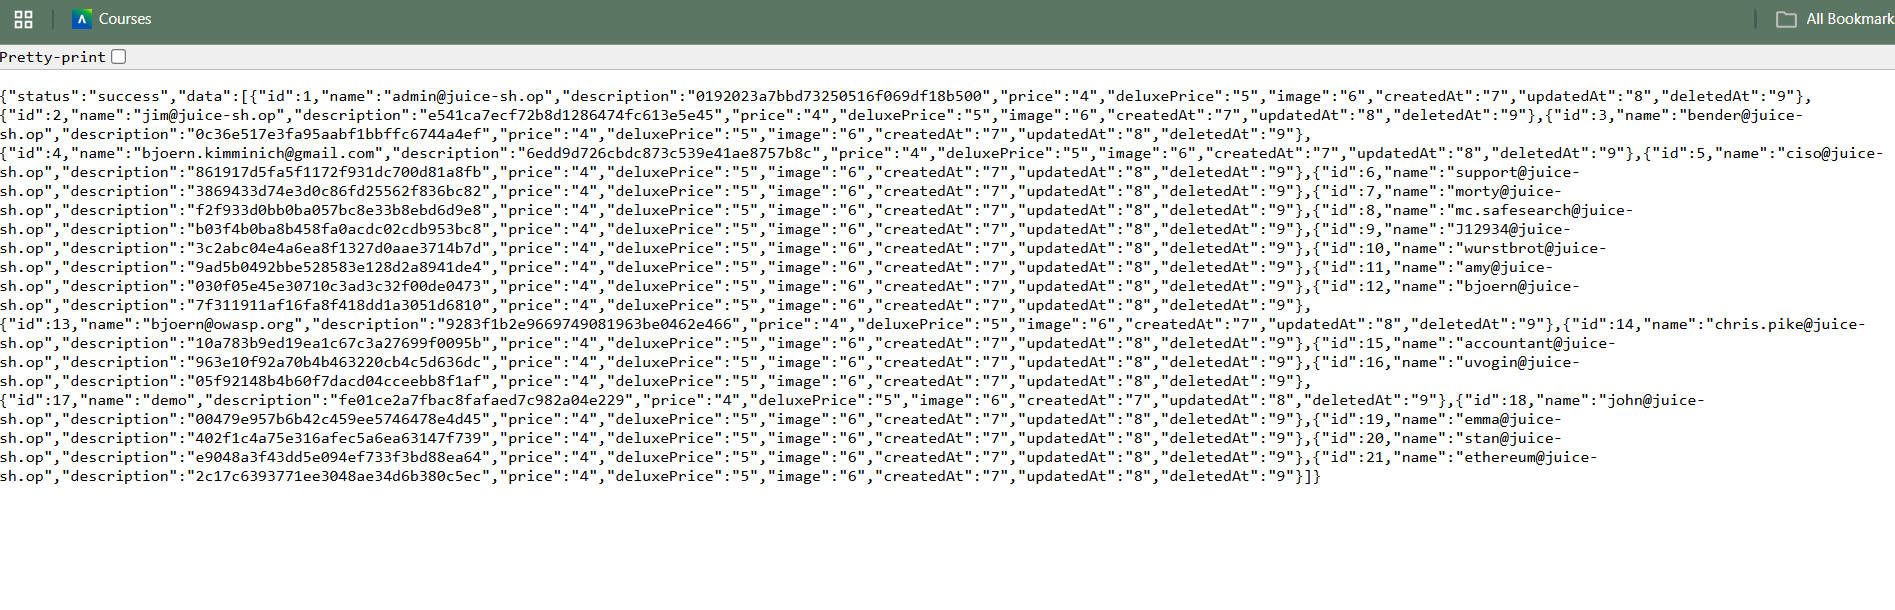 Courses
All Bookmark
Pretty-print
{"status":"success","data":[{"id":1,"name":"admin@juice-sh.op","description":"0192023a7bbd73250516f069df18b500","price":"4","deluxePrice":"5","image":"6","createdAt":"7","updatedAt":"8","deletedAt":"9"},
{"id":2,"name":"jim@juice-sh.op","description":"e541ca7ecf72b8d1286474fc613e5e45","price":"4","deluxePrice":"5","image":"6","createdAt":"7","updatedAt":"8","deletedAt":"9"},{"id":3,"name":"bender@juice-
sh.op","description":"0c36e517e3fa95aabf1bbffc6744a4ef","price":"4","deluxePrice":"5","image":"6","createdAt":"7","updatedAt":"8","deletedAt":"9"},
{"id":4,"name":"bjoern.kimminich@gmail.com","description":"6edd9d726cbdc873c539e41ae8757b8c","price":"4","deluxePrice":"5","image":"6","createdAt":"7","updatedAt":"8","deletedAt":"9"},{"id":5,"name":"ciso@juice-
sh.op","description":"861917d5fa5f1172f931dc700d81a8fb","price":"4","deluxePrice":"5","image":"6","createdAt":"7","updatedAt":"8","deletedAt":"9"},{"id":6,"name":"support@juice-
sh.op","description":"3869433d74e3d0c86fd25562f836bc82","price":"4","deluxePrice":"5","image":"6","createdAt":"7","updatedAt":"8","deletedAt":"9"},{"id":7,"name":"morty@juice-
sh.op","description":"f2f933d0bb0ba057bc8e33b8ebd6d9e8","price":"4","deluxePrice":"5","image":"6","createdAt":"7","updatedAt":"8","deletedAt":"9"},{"id":8,"name":"mc.safesearch@juice-
sh.op","description":"b03f4b0ba8b458fa0acdc02cdb953bc8","price":"4","deluxePrice":"5","image":"6","createdAt":"7","updatedAt":"8","deletedAt":"9"},{"id":9,"name":"J12934@juice-
sh.op","description":"3c2abc04e4a6ea8f1327d0aae3714b7d","price":"4","deluxePrice":"5","image":"6","createdAt":"7","updatedAt":"8","deletedAt":"9"},{"id":10,"name":"wurstbrot@juice-
sh.op","description":"9ad5b0492bbe528583e128d2a8941de4","price":"4","deluxePrice":"5","image":"6","createdAt":"7","updatedAt":"8","deletedAt":"9"},{"id":11,"name":"amy@juice-
sh.op","description":"030f05e45e30710c3ad3c32f00de0473","price":"4","deluxePrice":"5","image":"6","createdAt":"7","updatedAt":"8","deletedAt":"9"},{"id":12,"name":"bjoern@juice-
sh.op","description":"7f311911af16fa8f418dd1a3051d6810","price":"4","deluxePrice":"5","image":"6","createdAt":"7","updatedAt":"8","deletedAt":"9"},
{"id":13,"name":"bjoern@owasp.org","description":"9283f1b2e9669749081963be0462e466","price":"4","deluxePrice":"5","image":"6","createdAt":"7","updatedAt":"8","deletedAt":"9"},{"id":14,"name":"chris.pike@juice-
sh.op","description":"10a783b9ed19ea1c67c3a27699f0095b","price":"4","deluxePrice":"5","image":"6","createdAt":"7","updatedAt":"8","deletedAt":"9"},{"id":15,"name":"accountant@juice-
sh.op","description":"963e10f92a70b4b463220cb4c5d636dc","price":"4","deluxePrice":"5","image":"6","createdAt":"7","updatedAt":"8","deletedAt":"9"},{"id":16,"name":"uvogin@juice-
sh.op","description":"05f92148b4b60f7dacd04cceebb8f1af","price":"4","deluxePrice":"5","image":"6","createdAt":"7","updatedAt":"8","deletedAt":"9"},
{"id":17,"name":"demo","description":"fe01ce2a7fbac8fafaed7c982a04e229","price":"4","deluxePrice":"5","image":"6","createdAt":"7","updatedAt":"8","deletedAt":"9"},{"id":18,"name":"john@juice-
sh.op","description":"00479e957b6b42c459ee5746478e4d45","price":"4","deluxePrice":"5","image":"6","createdAt":"7","updatedAt":"8","deletedAt":"9"},{"id":19,"name":"emma@juice-
sh.op","description":"402f1c4a75e316afec5a6ea63147f739","price":"4","deluxePrice":"5","image":"6","createdAt":"7","updatedAt":"8","deletedAt":"9"},{"id":20,"name":"stan@juice-
sh.op","description":"e9048a3f43dd5e094ef733f3bd88ea64","price":"4","deluxePrice":"5","image":"6","createdAt":"7","updatedAt":"8","deletedAt":"9"},{"id":21,"name":"ethereum@juice-
sh.op","description":"2c17c6393771ee3048ae34d6b380c5ec","price":"4","deluxePrice":"5","image":"6","createdAt":"7","updatedAt":"8","deletedAt":"9"}]}